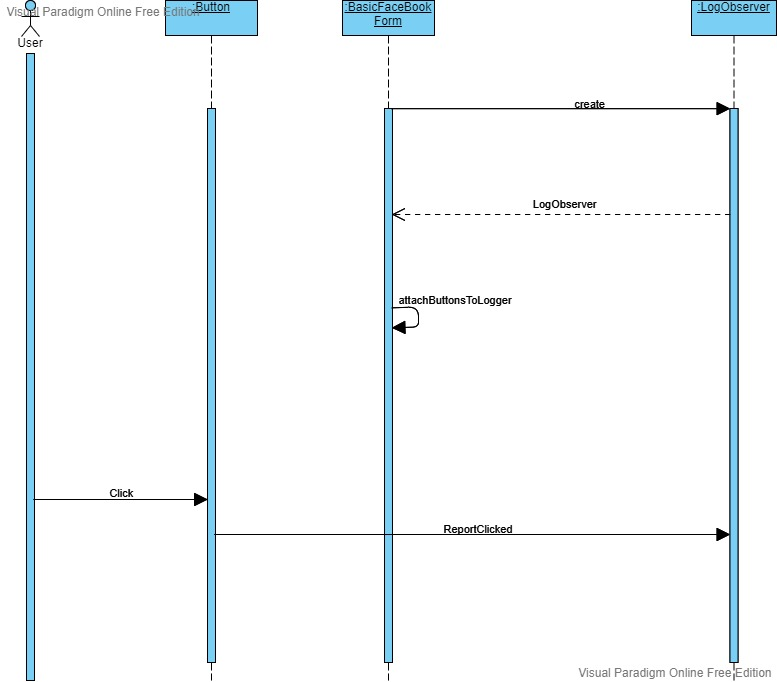 Visual Paradigm Online Free Edition
User
:Button
:BasicFaceBook
Form
:LogObserver
create
LogObserver
attachButtonsToLogger
Click
ReportClicked
Visual Paradigm Online Free Edition